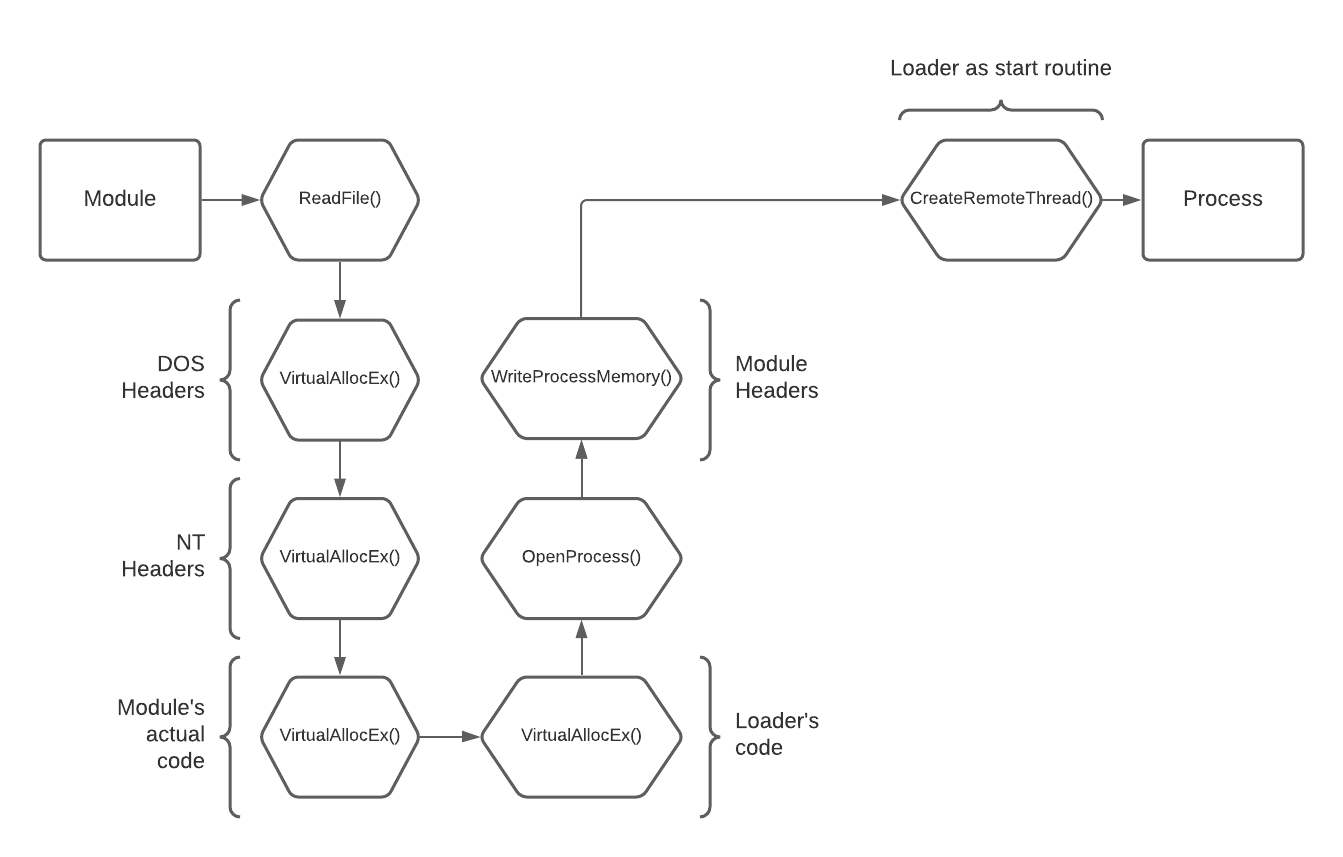 Loader as start routine
Module
ReadFile()
CreateRemoteThread()
Process
DOS
Headers
VirtualAllocEx()
WriteProcessMemory()
Module
Headers
NT
Headers
VirtualAllocEx()
OpenProcess()
Module's
actual
code
VirtualAllocEx()
VirtualAllocEx()
Loader's
code